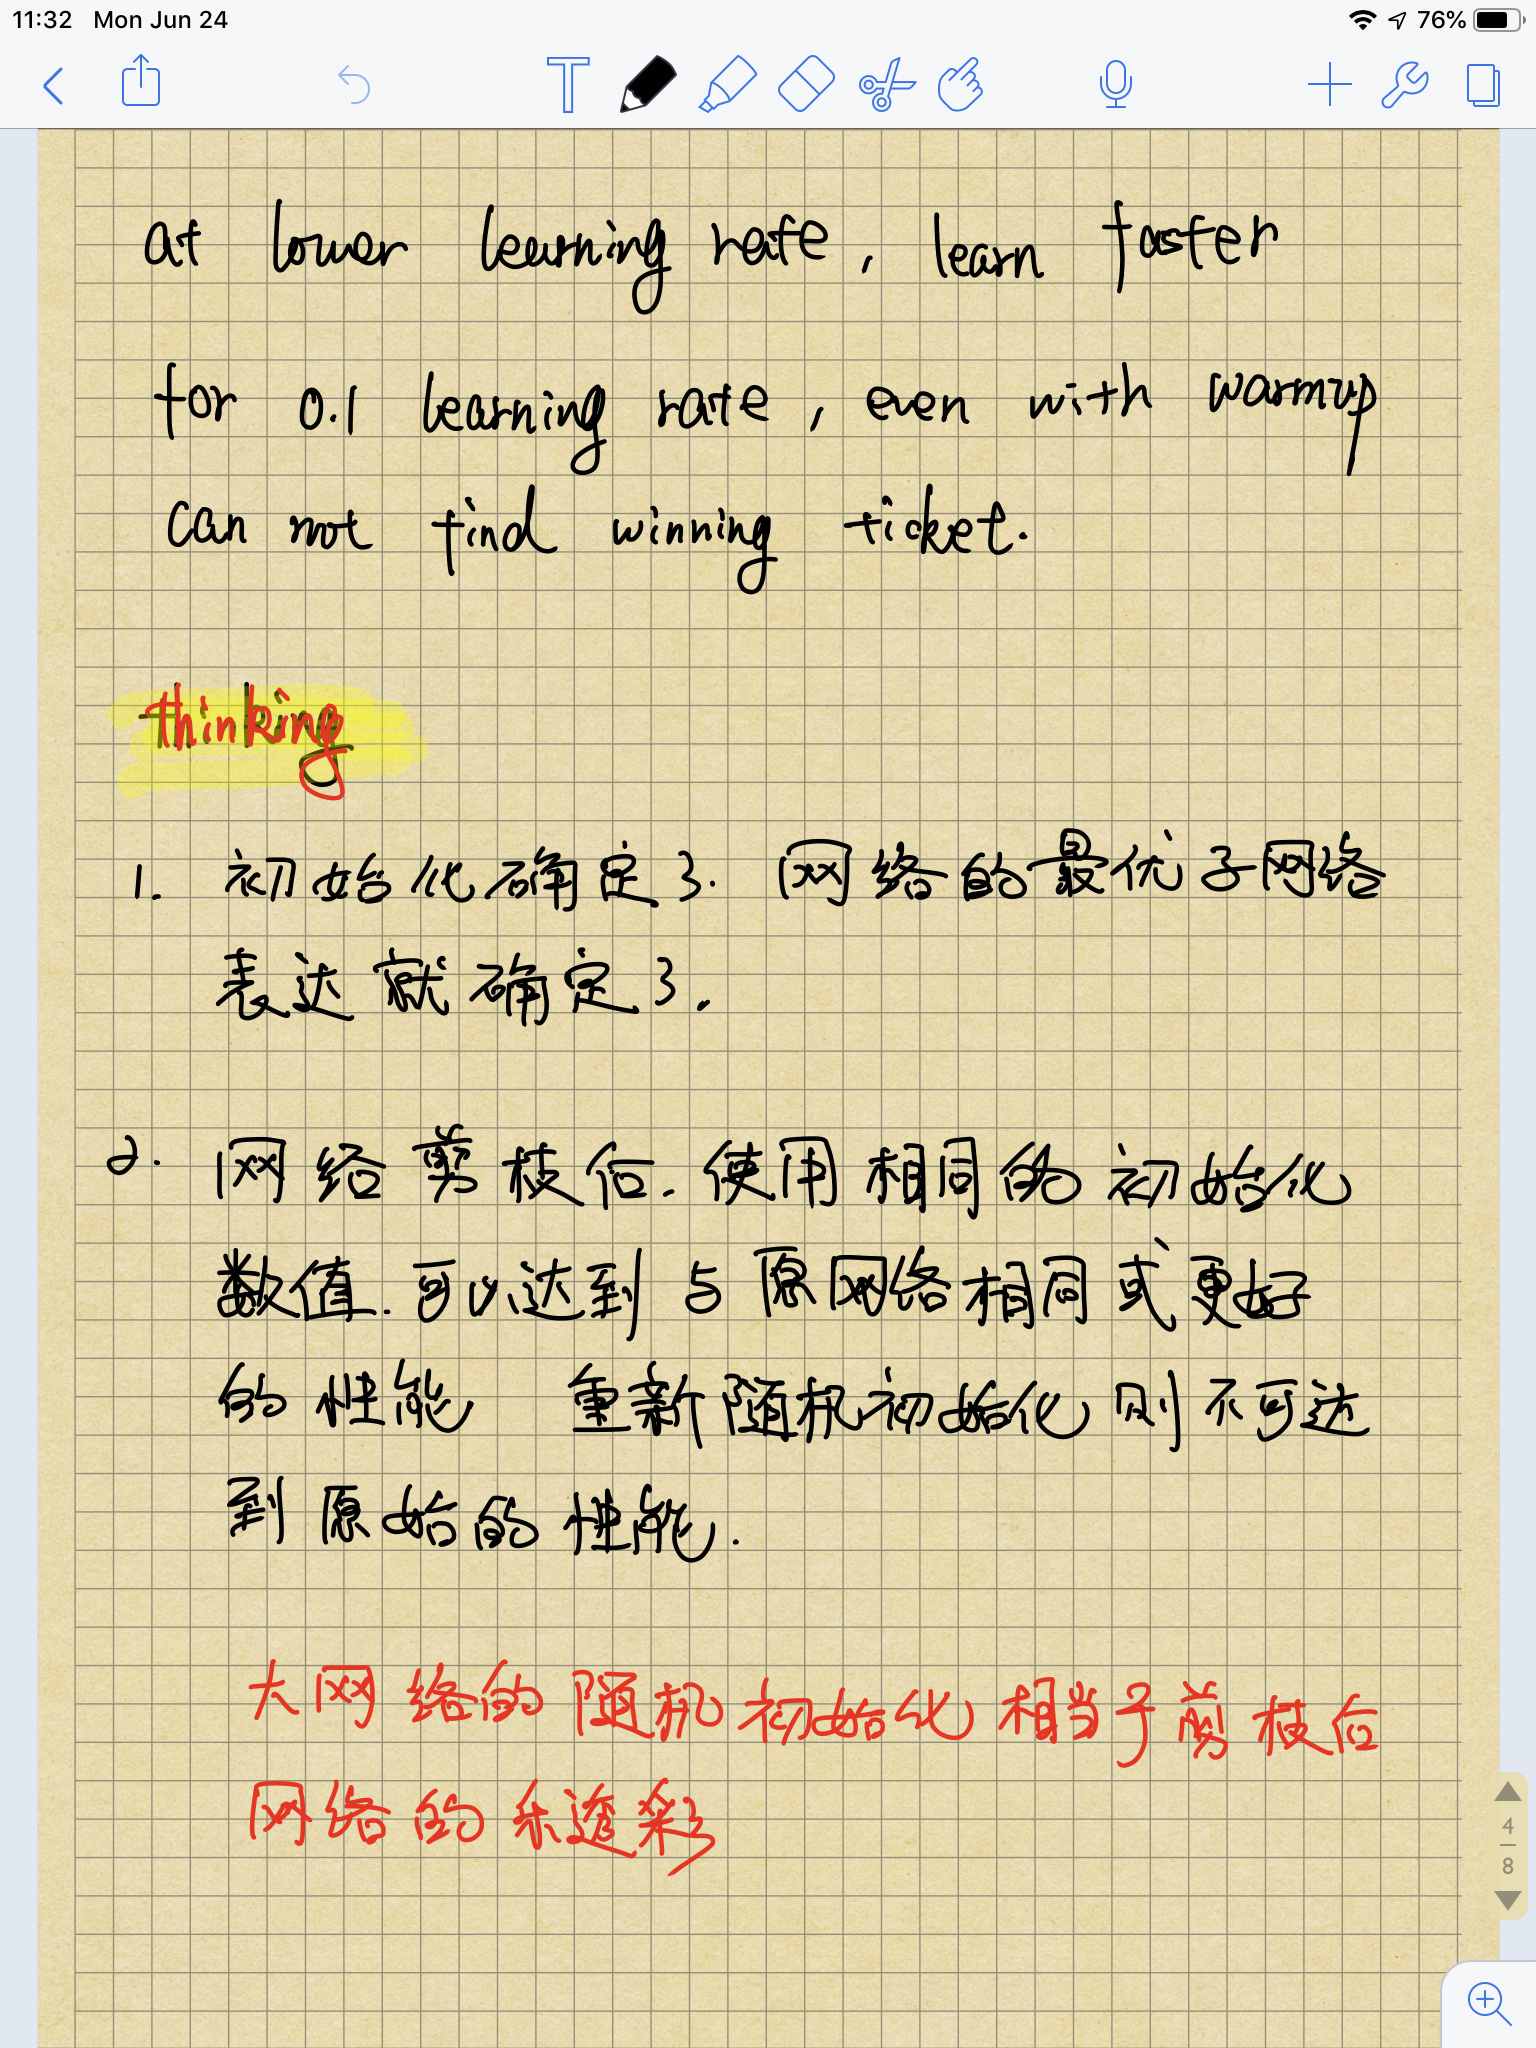 11:32 Mon Jun 24
76%
at lower learning rate, learn faster
for 0.1 learning rate, even with warmup
can not find winning ticket.
thinking
1. 初始化确定了. 网络的最优子网络
表达就确定了.
2. 网络剪枝后. 使用相同的初始化
数值. 可以达到与原网络相同或更好
的性能 重新随机初始化则不可达
到原始的性能.
大网络的随机初始化相当于剪枝后
网络的乐透彩
4
8